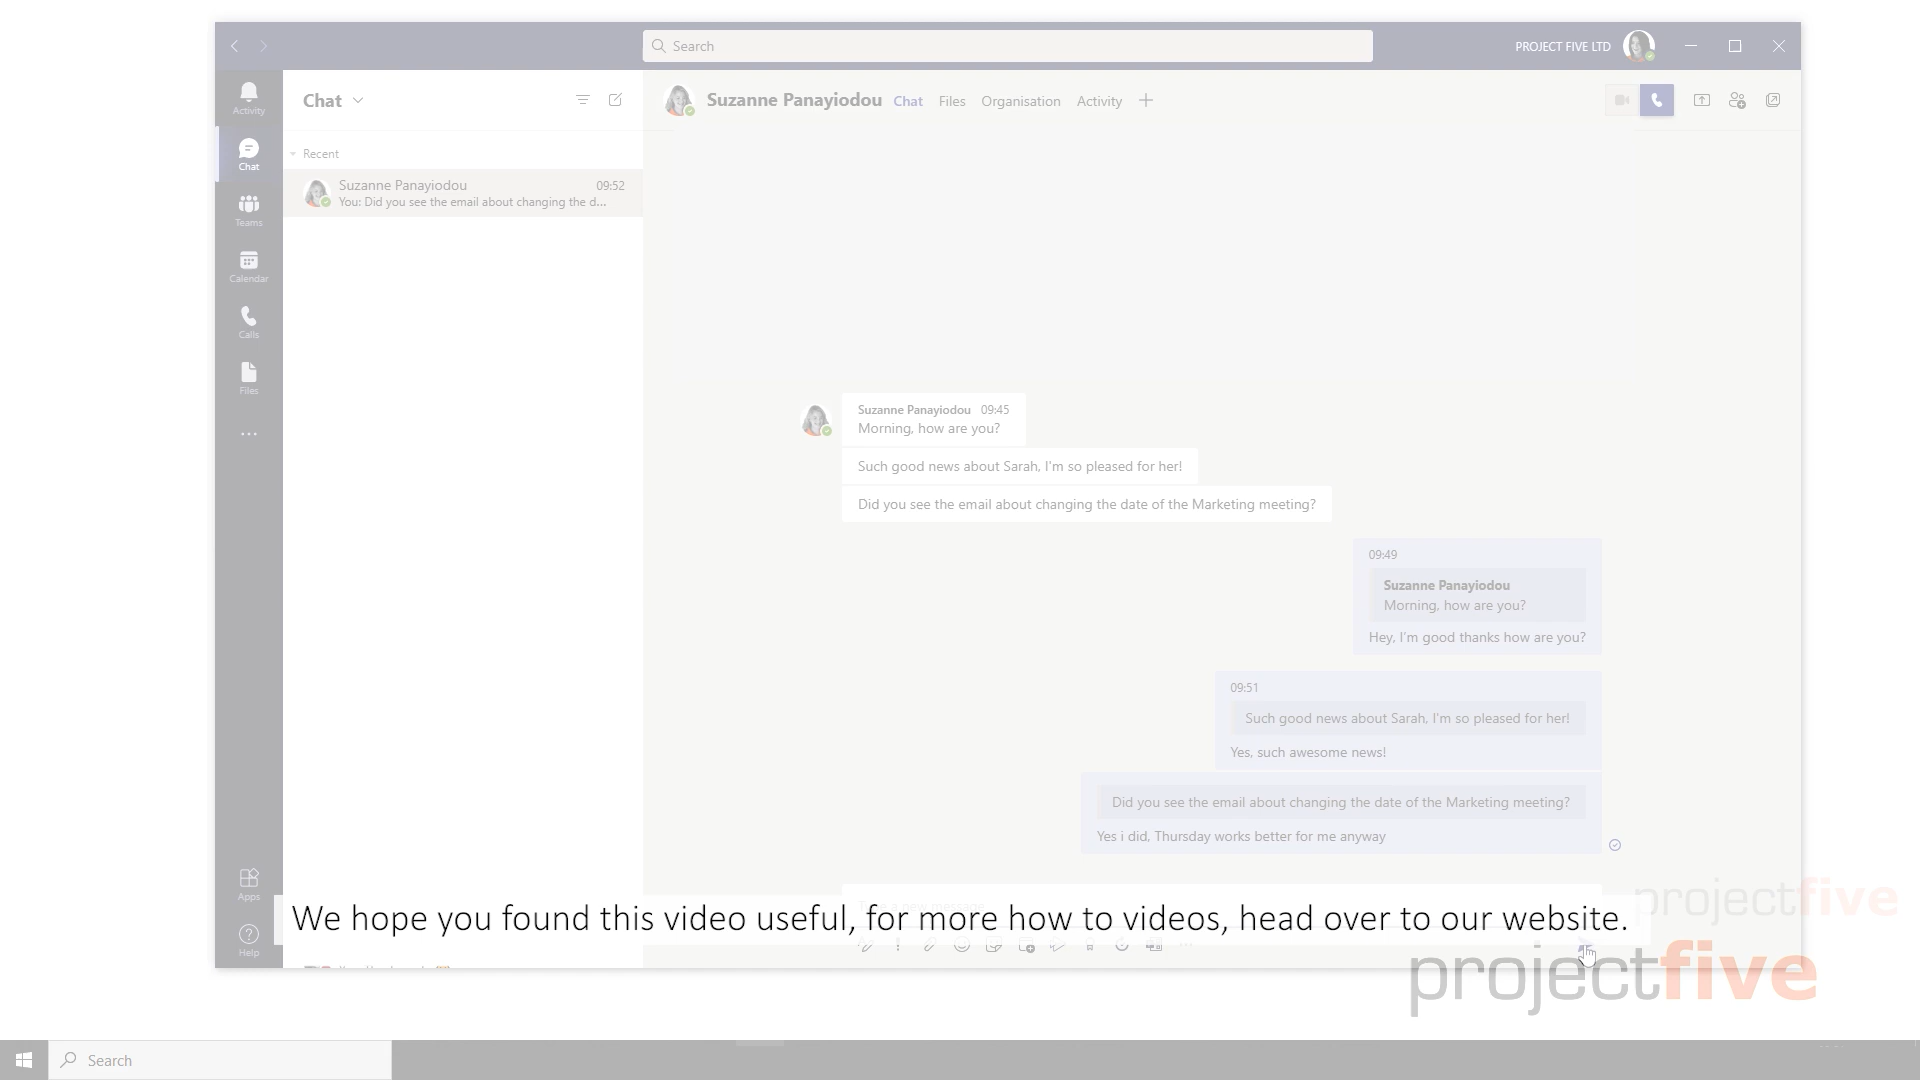 Search
PROJECT FIVE LTD
Activity
Chat
Teams
Calendar
Calls
Files
Apps
Help
Chat
Recent
Suzanne Panayiodou 09:52
You: Did you see the email about changing the d...
Suzanne Panayiodou Chat Files Organisation Activity
Suzanne Panayiodou 09:45
Morning, how are you?
Such good news about Sarah, I'm so pleased for her!
Did you see the email about changing the date of the Marketing meeting?
09:49
Suzanne Panayiodou
Morning, how are you?
Hey, I'm good thanks how are you?
09:51
Such good news about Sarah, I'm so pleased for her!
Yes, such awesome news!
Did you see the email about changing the date of the Marketing meeting?
Yes i did, Thursday works better for me anyway
We hope you found this video useful, for more how to videos, head over to our website.
projectfive
projectfive
Search